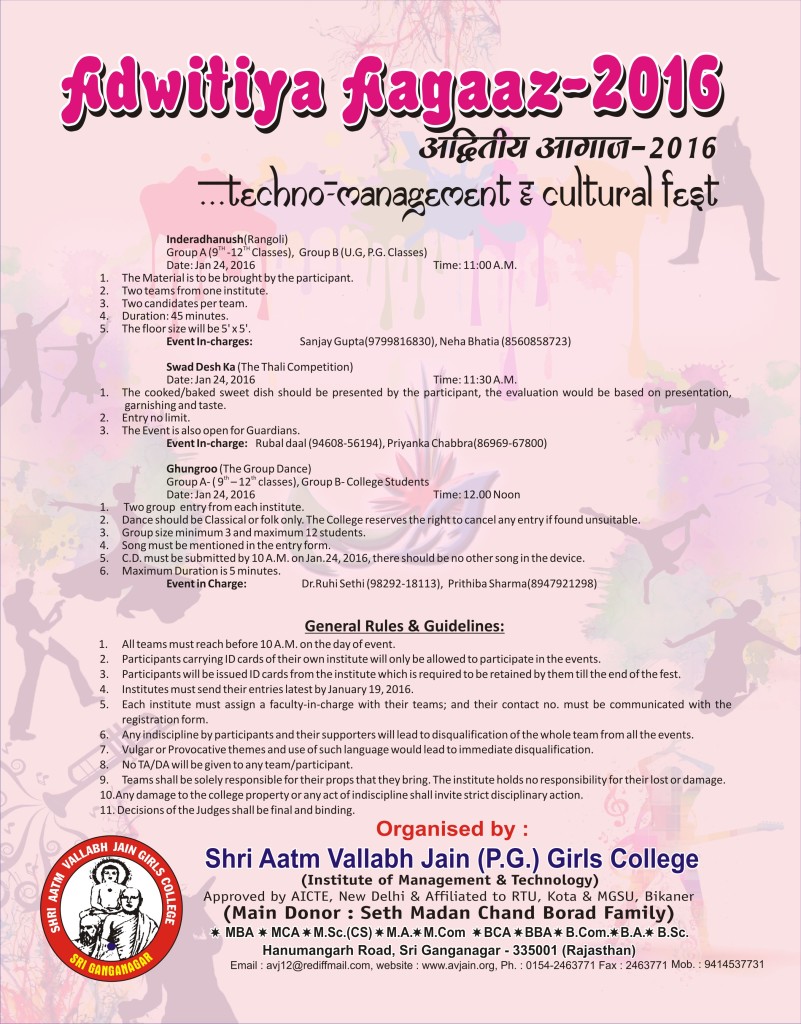 Adwitiya Aagaaz-2016
अद्वितीय आगाज-2016
...techno-management & cultural fest
Inderadhanush(Rangoli)
Group A (9TH -12TH Classes), Group B (U.G, P.G. Classes)
Date: Jan 24, 2016 Time: 11:00 A.M.
1. The Material is to be brought by the participant.
2. Two teams from one institute.
3. Two candidates per team.
4. Duration: 45 minutes.
5. The floor size will be 5' x 5'.
Event In-charges: Sanjay Gupta(9799816830), Neha Bhatia (8560858723)
Swad Desh Ka (The Thali Competition)
Date: Jan 24, 2016 Time: 11:30 A.M.
1. The cooked/baked sweet dish should be presented by the participant, the evaluation would be based on presentation,
garnishing and taste.
2. Entry no limit.
3. The Event is also open for Guardians.
Event In-charge: Rubal daal (94608-56194), Priyanka Chabbra(86969-67800)
Ghungroo (The Group Dance)
Group A- ( 9th – 12th classes), Group B- College Students
Date: Jan 24, 2016 Time: 12.00 Noon
1. Two group entry from each institute.
2. Dance should be Classical or folk only. The College reserves the right to cancel any entry if found unsuitable.
3. Group size minimum 3 and maximum 12 students.
4. Song must be mentioned in the entry form.
5. C.D. must be submitted by 10 A.M. on Jan.24, 2016, there should be no other song in the device.
6. Maximum Duration is 5 minutes.
Event in Charge: Dr.Ruhi Sethi (98292-18113), Prithiba Sharma(8947921298)
General Rules & Guidelines:
1. All teams must reach before 10 A.M. on the day of event.
2. Participants carrying ID cards of their own institute will only be allowed to participate in the events.
3. Participants will be issued ID cards from the institute which is required to be retained by them till the end of the fest.
4. Institutes must send their entries latest by January 19, 2016.
5. Each institute must assign a faculty-in-charge with their teams; and their contact no. must be communicated with the
registration form.
6. Any indiscipline by participants and their supporters will lead to disqualification of the whole team from all the events.
7. Vulgar or Provocative themes and use of such language would lead to immediate disqualification.
8. No TA/DA will be given to any team/participant.
9. Teams shall be solely responsible for their props that they bring. The institute holds no responsibility for their lost or damage.
10.Any damage to the college property or any act of indiscipline shall invite strict disciplinary action.
11. Decisions of the Judges shall be final and binding.
Organised by :
SHRI AATM VALLABH JAIN GIRLS COLLEGE
SRI GANGANAGAR
Shri Aatm Vallabh Jain (P.G.) Girls College
(Institute of Management & Technology)
Approved by AICTE, New Delhi & Affiliated to RTU, Kota & MGSU, Bikaner
(Main Donor : Seth Madan Chand Borad Family)
✷ MBA ✷ MCA ✷ M.Sc.(CS) ✷ M.A. ✷ M.Com ✷ BCA ✷ BBA ✷ B.Com. ✷ B.A. ✷ B.Sc.
Hanumangarh Road, Sri Ganganagar - 335001 (Rajasthan)
Email : avj12@rediffmail.com, website : www.avjain.org, Ph. : 0154-2463771 Fax : 2463771 Mob. : 9414537731